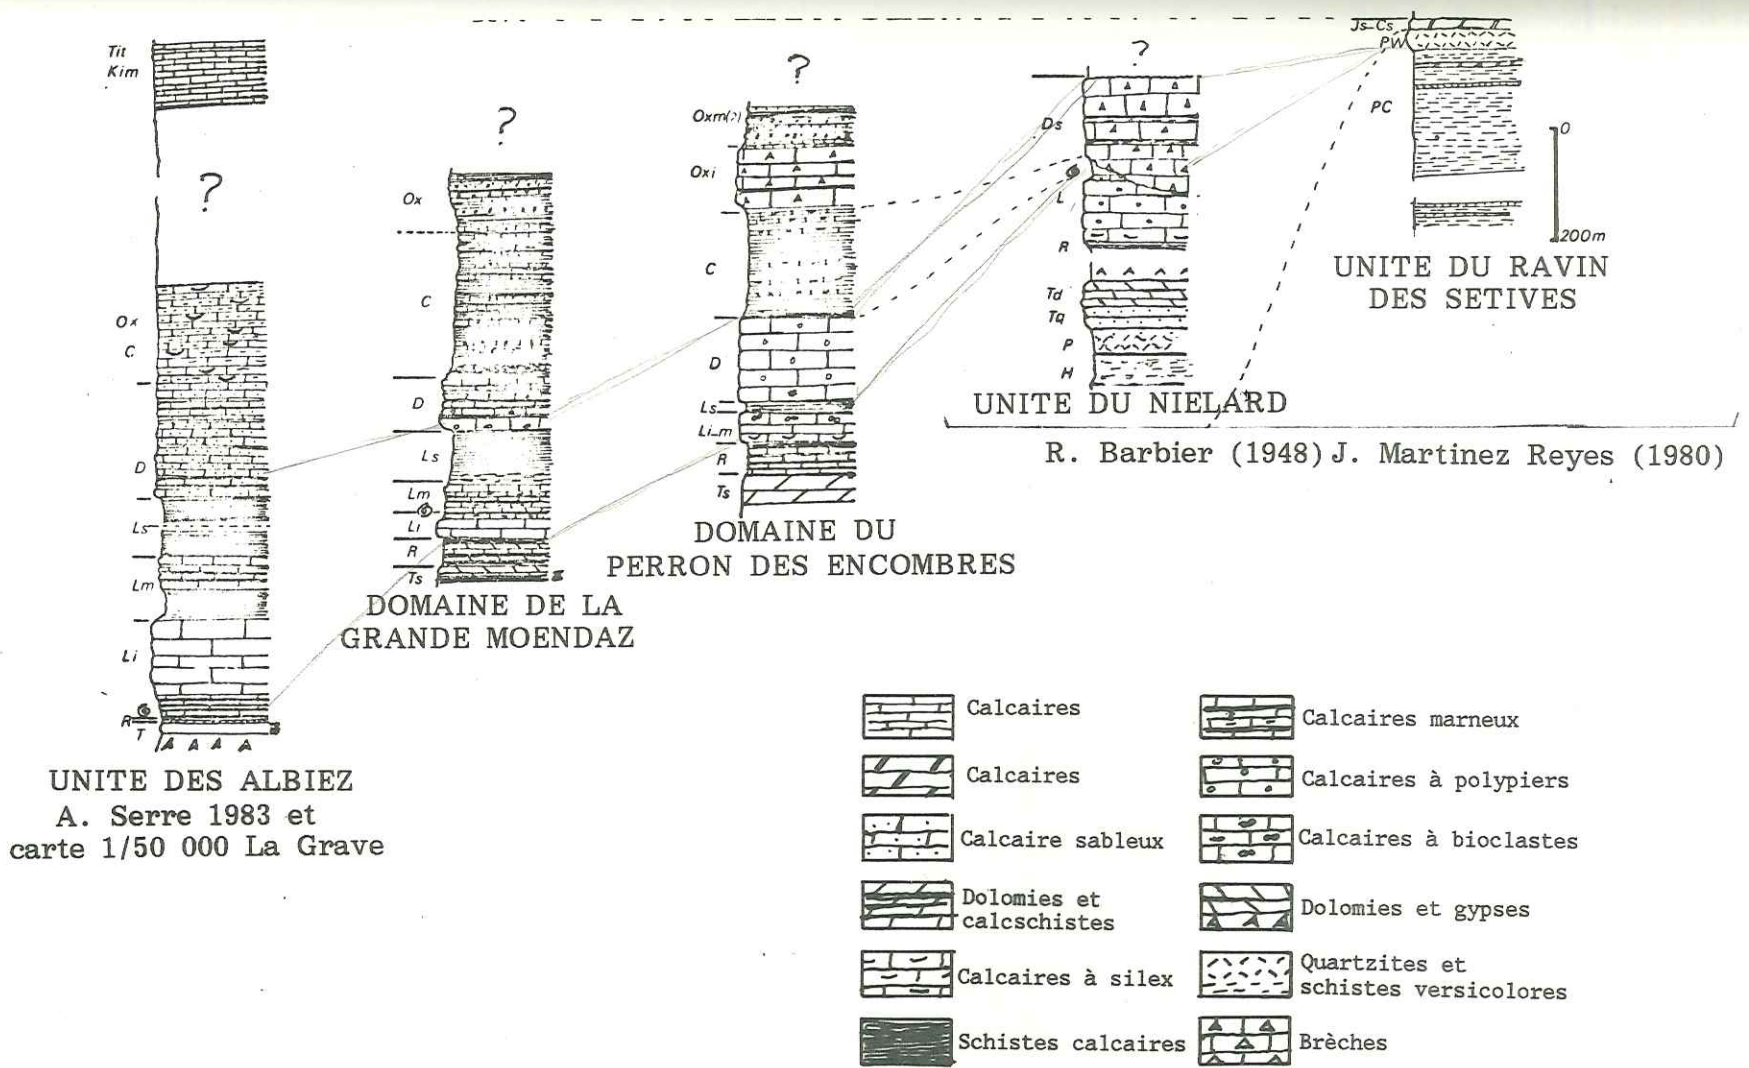 Tit
Kim
?
Ox
C
D
Ls
Lm
Li
R
T
UNITE DES ALBIEZ
A. Serre 1983 et
carte 1/50 000 La Grave
?
Ox
C
D
Ls
Lm
Li
R
Ts
DOMAINE DE LA
GRANDE MOENDAZ
?
Oxm(?)
Oxi
C
D
Ls
Li-m
R
Ts
DOMAINE DU
PERRON DES ENCOMBRES
?
Ds
L
R
Td
Tq
P
H
UNITE DU NIELARD
Js-Cs
PW
PC
0
200m
UNITE DU RAVIN
DES SETIVES
R. Barbier (1948) J. Martinez Reyes (1980)
Calcaires
Calcaires
Calcaire sableux
Dolomies et
calcschistes
Calcaires à silex
Schistes calcaires
Calcaires marneux
Calcaires à polypiers
Calcaires à bioclastes
Dolomies et gypses
Quartzites et
schistes versicolores
Brèches